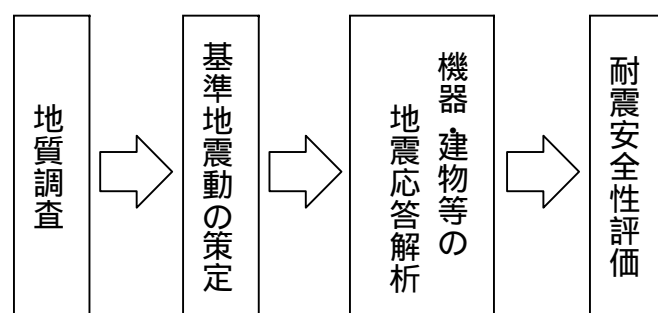 地質調査
基準地震動の策定
機器・建物等の
地震応答解析
耐震安全性評価